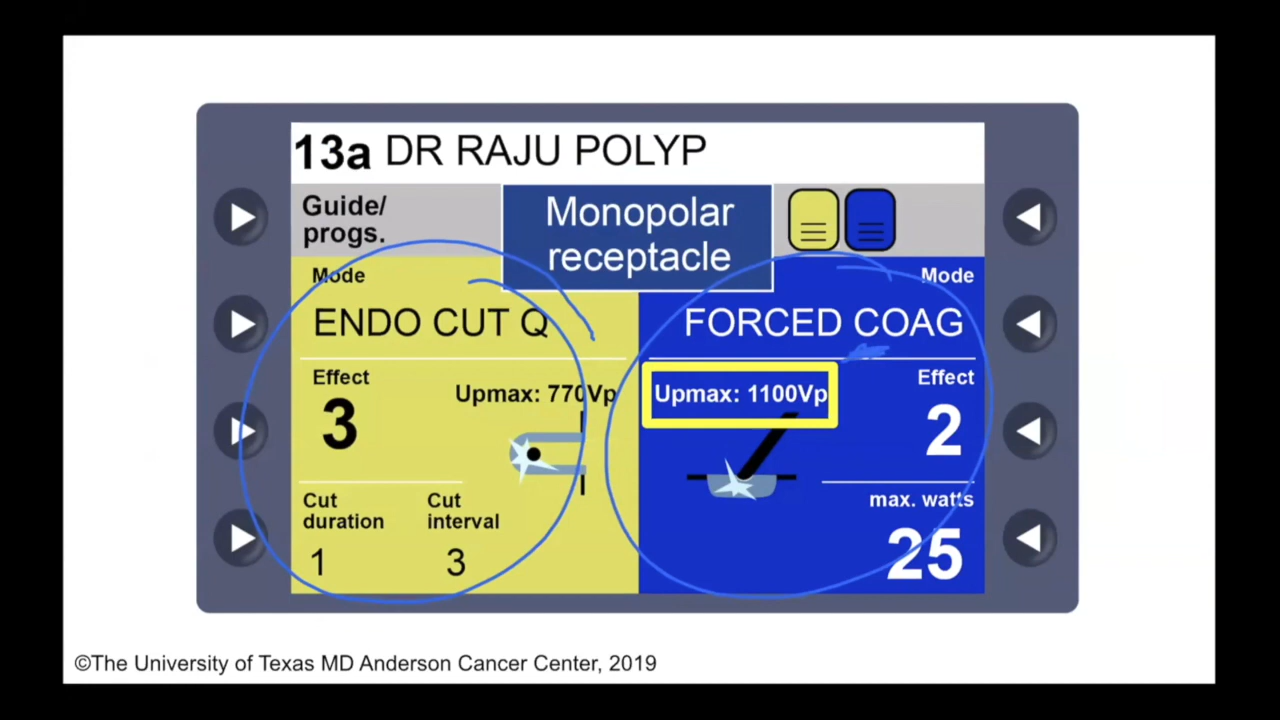 13a DR RAJU POLYP
Guide/
progs.
Monopolar
receptacle
Mode
ENDO CUT Q
Effect
3
Upmax: 770Vp
Cut
duration
1
Cut
interval
3
Mode
FORCED COAG
Upmax: 1100Vp
Effect
2
max. watts
25
©The University of Texas MD Anderson Cancer Center, 2019